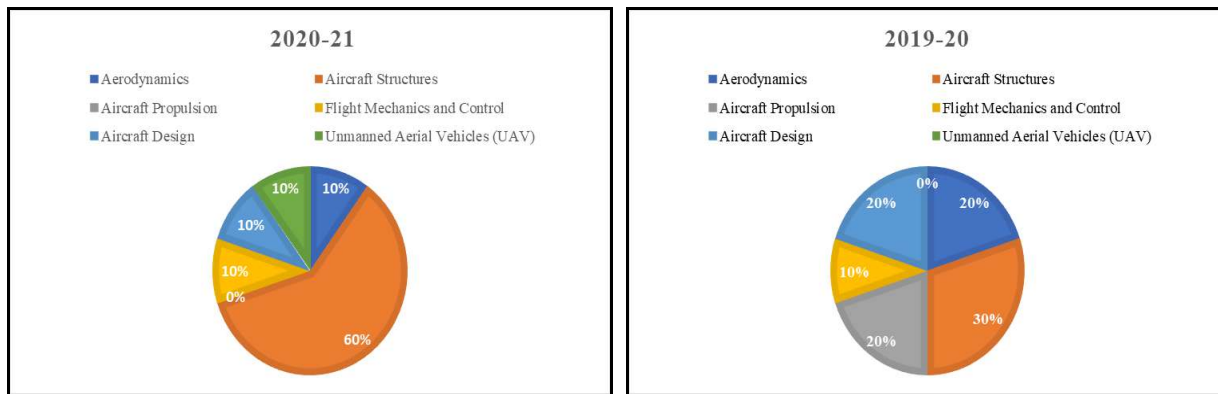 2020-21
Aerodynamics Aircraft Structures
Aircraft Propulsion Flight Mechanics and Control
Aircraft Design Unmanned Aerial Vehicles (UAV)
10% 10%
10%
10%
0%
60%
2019-20
Aerodynamics Aircraft Structures
Aircraft Propulsion Flight Mechanics and Control
Aircraft Design Unmanned Aerial Vehicles (UAV)
0%
20% 20%
10%
30%
20%